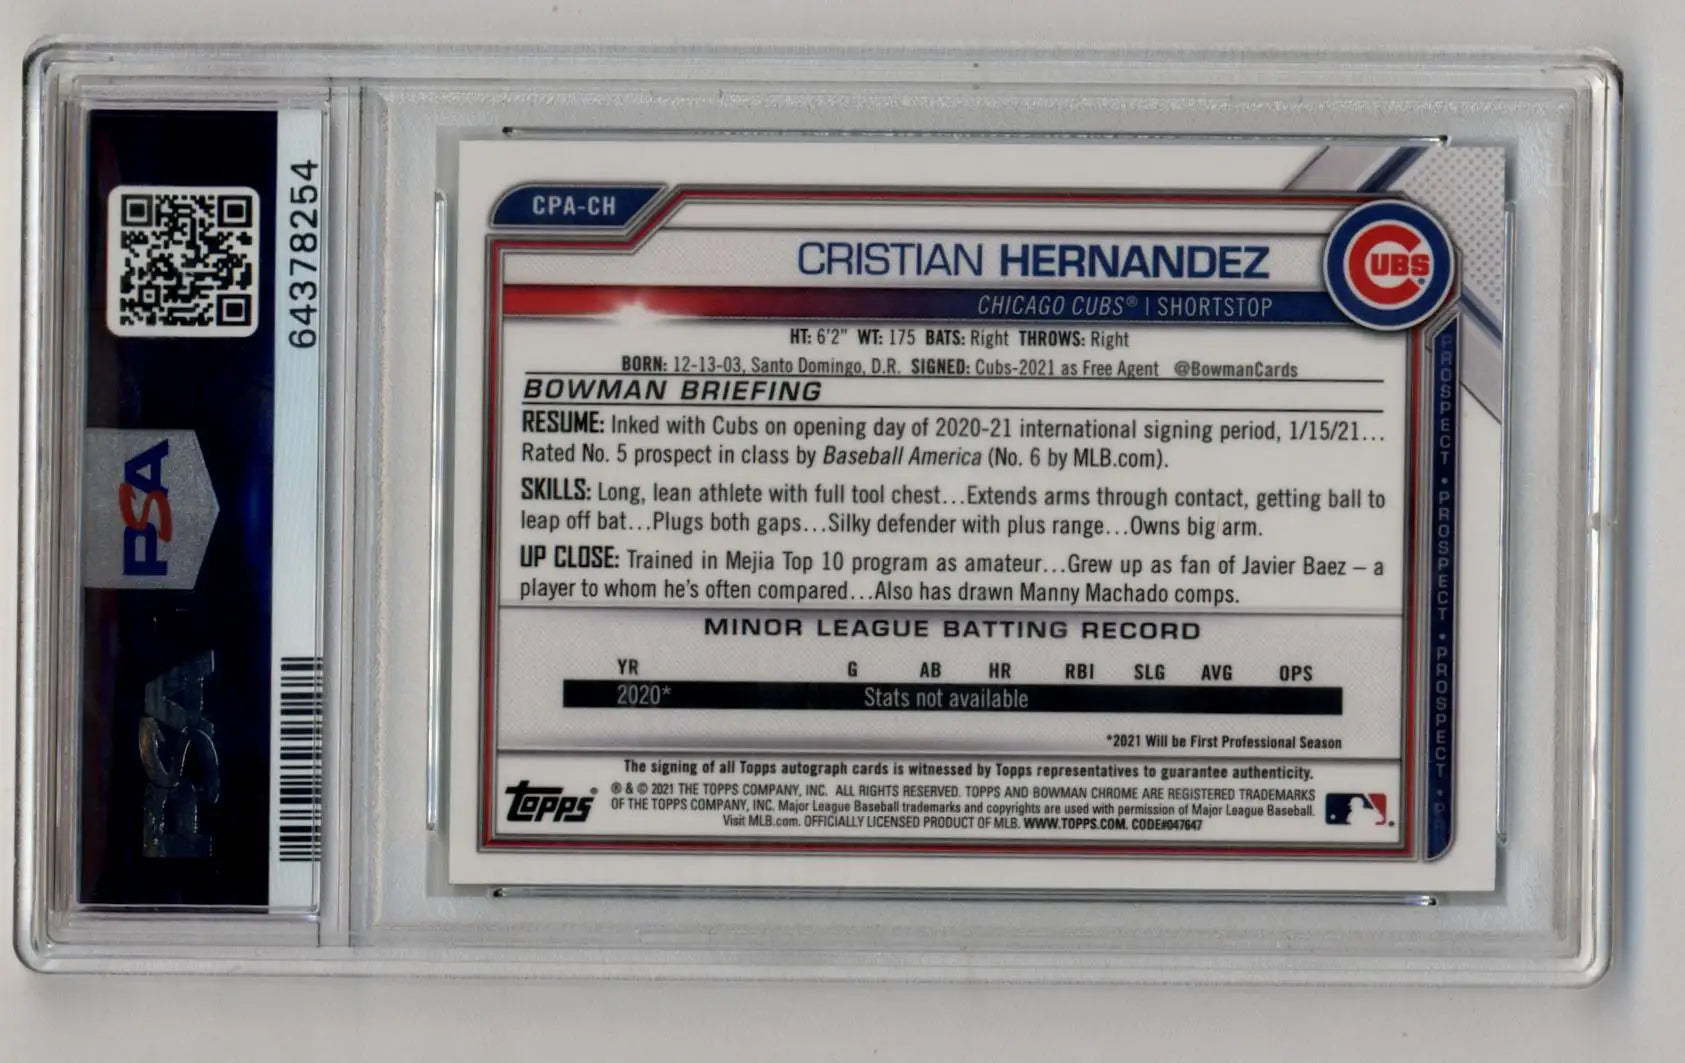 64378254
PSA
PSA
CPA-CH
CRISTIAN HERNANDEZ
CUBS
CHICAGO CUBS® | SHORTSTOP
HT: 6'2" WT: 175 BATS: Right THROWS: Right
BORN: 12-13-03, Santo Domingo, D.R. SIGNED: Cubs-2021 as Free Agent @BowmanCards
BOWMAN BRIEFING
RESUME: Inked with Cubs on opening day of 2020-21 international signing period, 1/15/21...
Rated No. 5 prospect in class by Baseball America (No. 6 by MLB.com).
SKILLS: Long, lean athlete with full tool chest...Extends arms through contact, getting ball to
leap off bat...Plugs both gaps...Silky defender with plus range...Owns big arm.
UP CLOSE: Trained in Mejia Top 10 program as amateur...Grew up as fan of Javier Baez – a
player to whom he's often compared...Also has drawn Manny Machado comps.
MINOR LEAGUE BATTING RECORD
YR G AB HR RBI SLG AVG OPS
2020* Stats not available
*2021 Will be First Professional Season
The signing of all Topps autograph cards is witnessed by Topps representatives to guarantee authenticity.
Topps®
® & © 2021 THE TOPPS COMPANY, INC. ALL RIGHTS RESERVED. TOPPS AND BOWMAN CHROME ARE REGISTERED TRADEMARKS
OF THE TOPPS COMPANY, INC. Major League Baseball trademarks and copyrights are used with permission of Major League Baseball.
Visit MLB.com. OFFICIALLY LICENSED PRODUCT OF MLB. WWW.TOPPS.COM. CODE#047647
PROSPECT • PROSPECT • PROSPECT • P